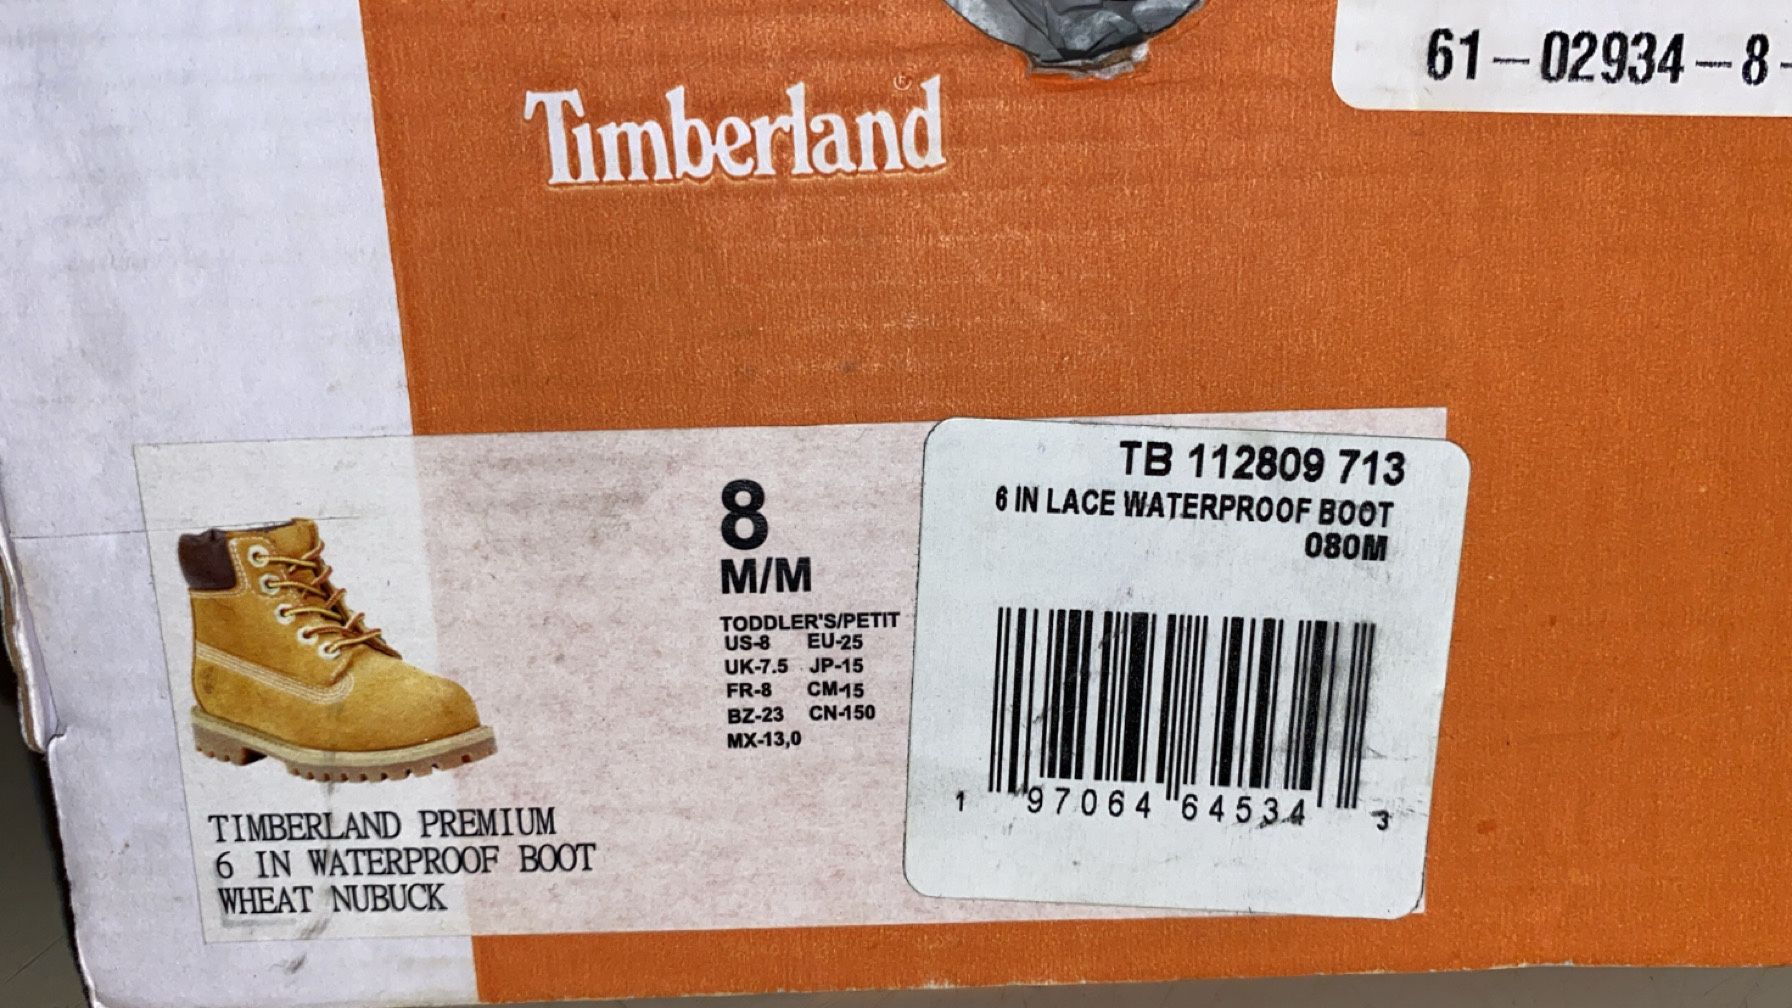 61-02934-8-
Timberland®
8
M/M
TODDLER'S/PETIT
US-8 EU-25
UK-7.5 JP-15
FR-8 CM-15
BZ-23 CN-150
MX-13,0
TIMBERLAND PREMIUM
6 IN WATERPROOF BOOT
WHEAT NUBUCK
TB 112809 713
6 IN LACE WATERPROOF BOOT
080M
1 97064 64534 3